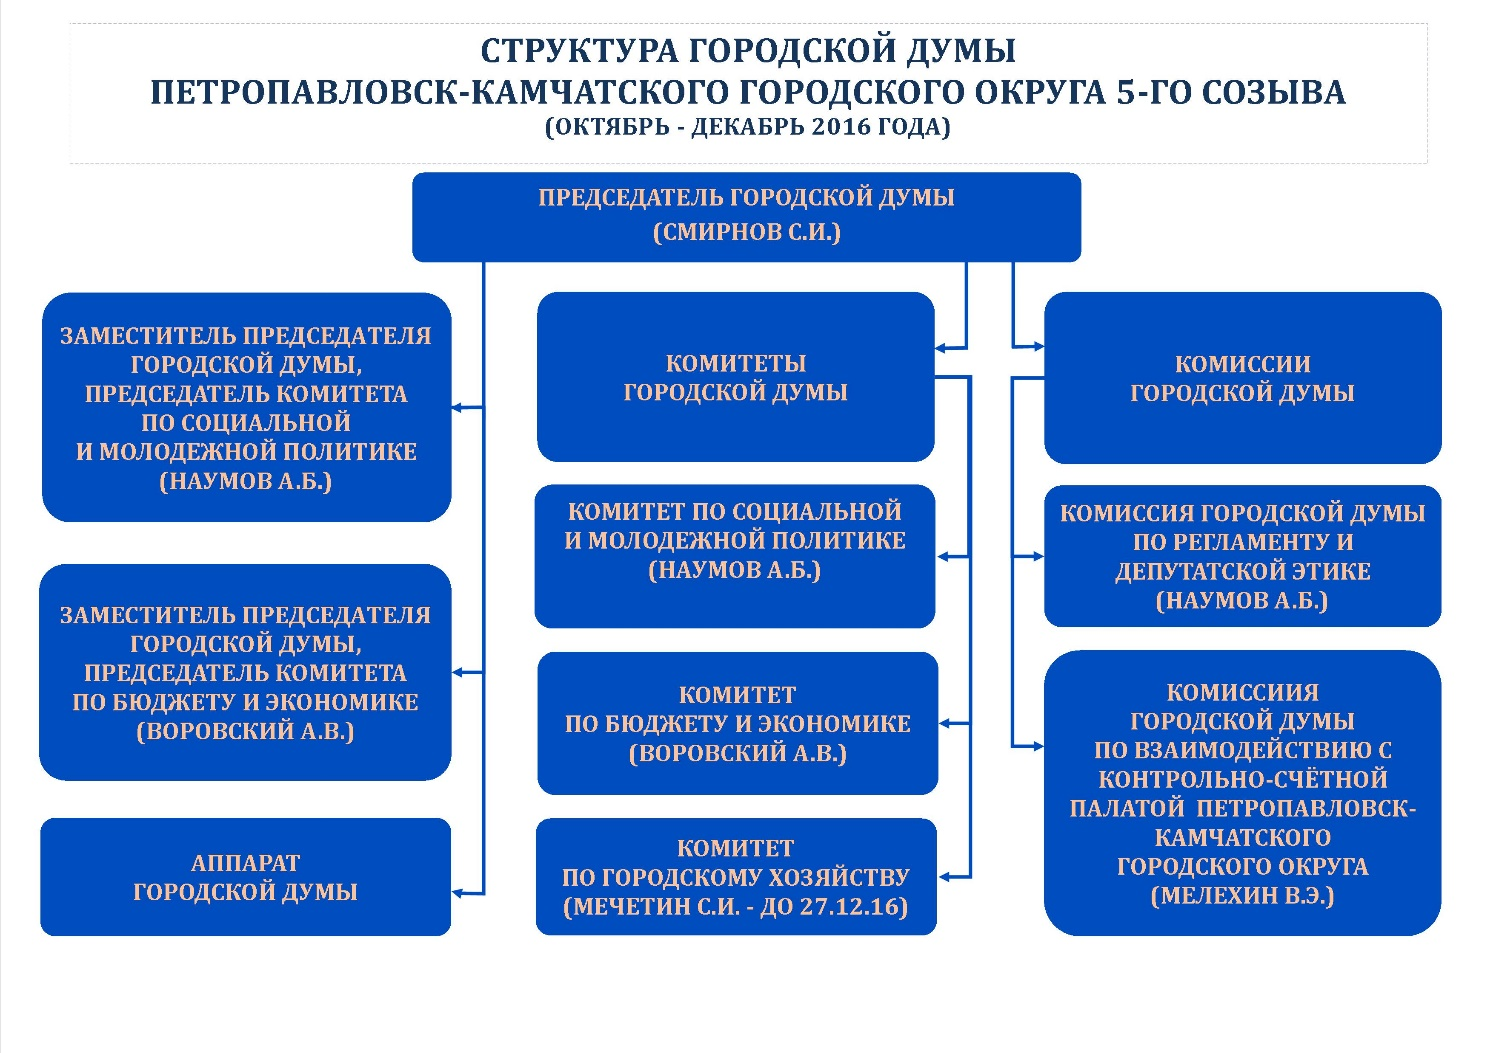 СТРУКТУРА ГОРОДСКОЙ ДУМЫ
ПЕТРОПАВЛОВСК-КАМЧАТСКОГО ГОРОДСКОГО ОКРУГА 5-ГО СОЗЫВА
(ОКТЯБРЬ - ДЕКАБРЬ 2016 ГОДА)
ПРЕДСЕДАТЕЛЬ ГОРОДСКОЙ ДУМЫ
(СМИРНОВ С.И.)
ЗАМЕСТИТЕЛЬ ПРЕДСЕДАТЕЛЯ
ГОРОДСКОЙ ДУМЫ,
ПРЕДСЕДАТЕЛЬ КОМИТЕТА
ПО СОЦИАЛЬНОЙ
И МОЛОДЕЖНОЙ ПОЛИТИКЕ
(НАУМОВ А.Б.)
ЗАМЕСТИТЕЛЬ ПРЕДСЕДАТЕЛЯ
ГОРОДСКОЙ ДУМЫ,
ПРЕДСЕДАТЕЛЬ КОМИТЕТА
ПО БЮДЖЕТУ И ЭКОНОМИКЕ
(ВОРОВСКИЙ А.В.)
АППАРАТ
ГОРОДСКОЙ ДУМЫ
КОМИТЕТЫ
ГОРОДСКОЙ ДУМЫ
КОМИТЕТ ПО СОЦИАЛЬНОЙ
И МОЛОДЕЖНОЙ ПОЛИТИКЕ
(НАУМОВ А.Б.)
КОМИТЕТ
ПО БЮДЖЕТУ И ЭКОНОМИКЕ
(ВОРОВСКИЙ А.В.)
КОМИТЕТ
ПО ГОРОДСКОМУ ХОЗЯЙСТВУ
(МЕЧЕТИН С.И. - ДО 27.12.16)
КОМИССИИ
ГОРОДСКОЙ ДУМЫ
КОМИССИЯ ГОРОДСКОЙ ДУМЫ
ПО РЕГЛАМЕНТУ И
ДЕПУТАТСКОЙ ЭТИКЕ
(НАУМОВ А.Б.)
КОМИССИИЯ
ГОРОДСКОЙ ДУМЫ
ПО ВЗАИМОДЕЙСТВИЮ С
КОНТРОЛЬНО-СЧЁТНОЙ
ПАЛАТОЙ ПЕТРОПАВЛОВСК-
КАМЧАТСКОГО
ГОРОДСКОГО ОКРУГА
(МЕЛЕХИН В.Э.)